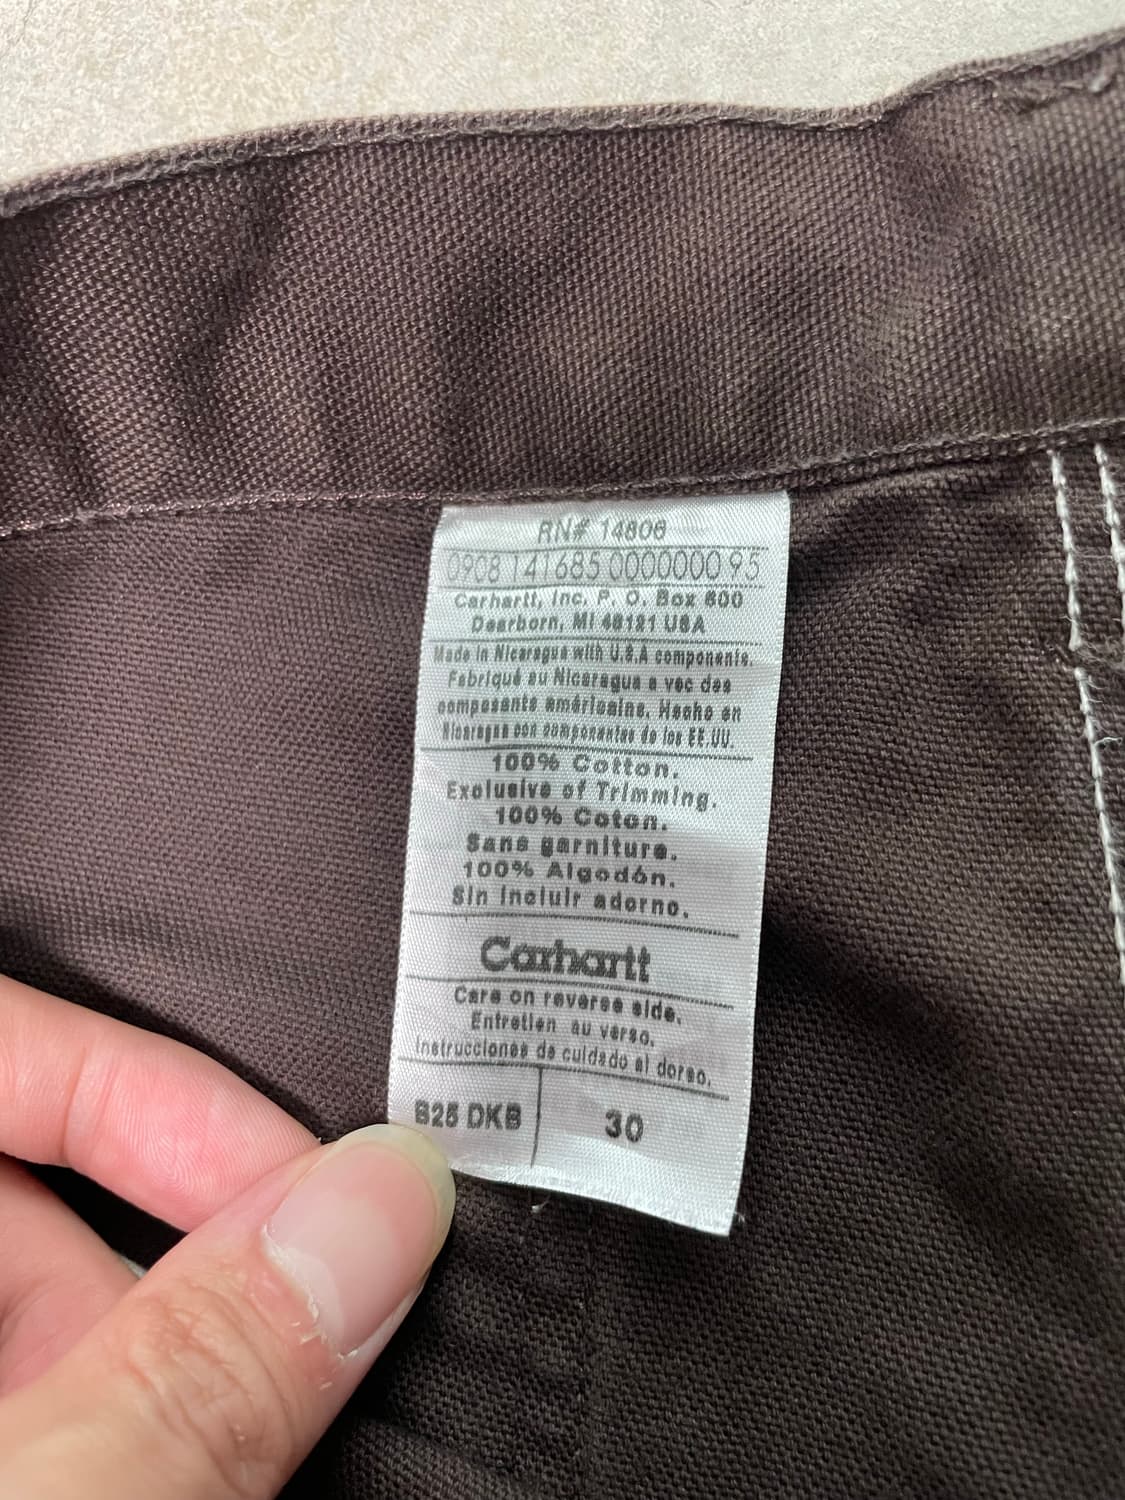 RN# 14806
0908 141685 0000000 95
Carhartt, Inc. P. O. Box 600
Dearborn, MI 48121 USA
Made in Nicaragua with U.S.A components.
Fabriqué au Nicaragua a vec des
composants américains. Hecho en
Nicaragua con componentes de los EE.UU.
100% Cotton.
Exclusive of Trimming.
100% Coton.
Sans garniture.
100% Algodón.
Sin incluir adorno.
Carhartt
Care on reverse side.
Entretien au verso.
Instrucciones de cuidado al dorso.
B25 DKB 30